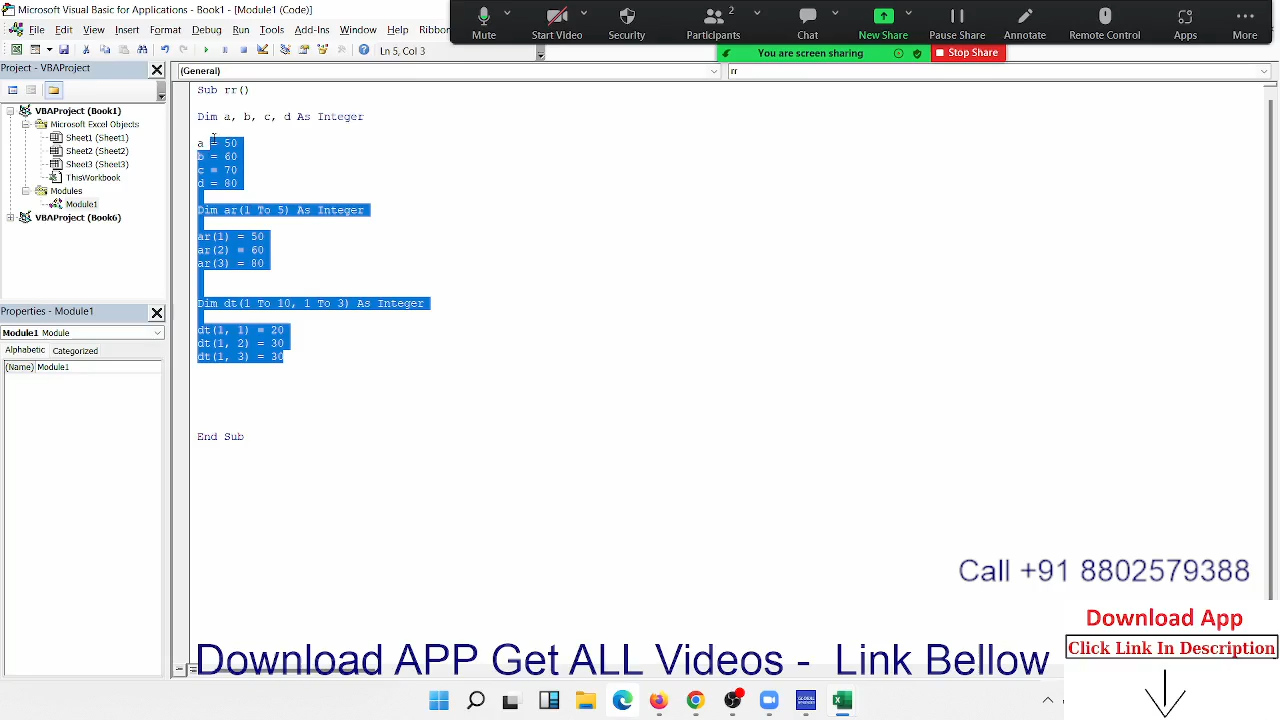 Microsoft Visual Basic for Applications - Book1 - [Module1 (Code)]
File Edit View Insert Format Debug Run Tools Add-Ins Window Help Ribbon
Ln 5, Col 3
Mute Start Video Security Participants 2 Chat New Share Pause Share Annotate Remote Control Apps More
You are screen sharing Stop Share
Project - VBAProject
(General) rr
VBAProject (Book1)
Microsoft Excel Objects
Sheet1 (Sheet1)
Sheet2 (Sheet2)
Sheet3 (Sheet3)
ThisWorkbook
Modules
Module1
VBAProject (Book6)
Properties - Module1
Module1 Module
Alphabetic Categorized
(Name) Module1
Sub rr()
Dim a, b, c, d As Integer
a = 50
b = 60
c = 70
d = 80
Dim ar(1 To 5) As Integer
ar(1) = 50
ar(2) = 60
ar(3) = 80
Dim dt(1 To 10, 1 To 3) As Integer
dt(1, 1) = 20
dt(1, 2) = 30
dt(1, 3) = 30
End Sub
Call +91 8802579388
Download App
Click Link In Description
Download APP Get ALL Videos - Link Bellow